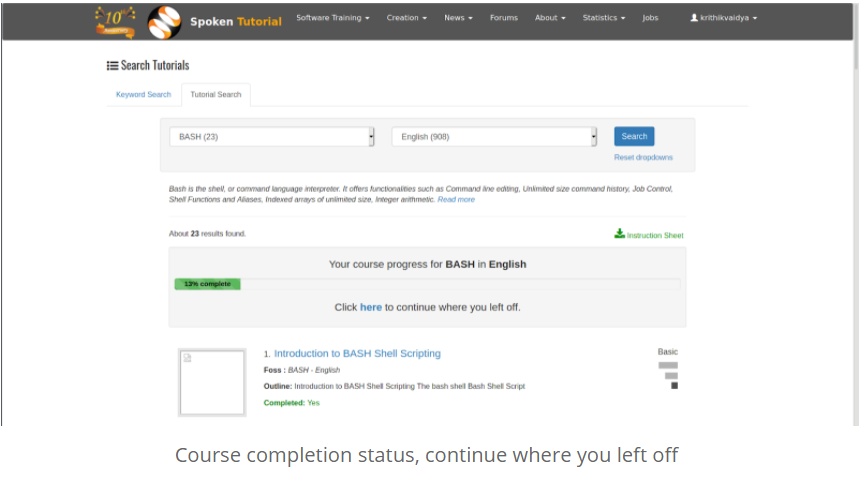 10th
Spoken Tutorial
Software Training
Creation
News
Forums
About
Statistics
Jobs
krithikvaidya
Search Tutorials
Keyword Search
Tutorial Search
BASH (23)
English (908)
Search
Reset dropdowns
Bash is the shell, or command language interpreter. It offers functionalities such as Command line editing, Unlimited size command history, Job Control,
Shell Functions and Aliases, Indexed arrays of unlimited size, Integer arithmetic. Read more
About 23 results found.
Instruction Sheet
Your course progress for BASH in English
13% complete
Click here to continue where you left off.
1. Introduction to BASH Shell Scripting
Basic
Foss : BASH - English
Outline: Introduction to BASH Shell Scripting The bash shell Bash Shell Script
Completed: Yes
Course completion status, continue where you left off